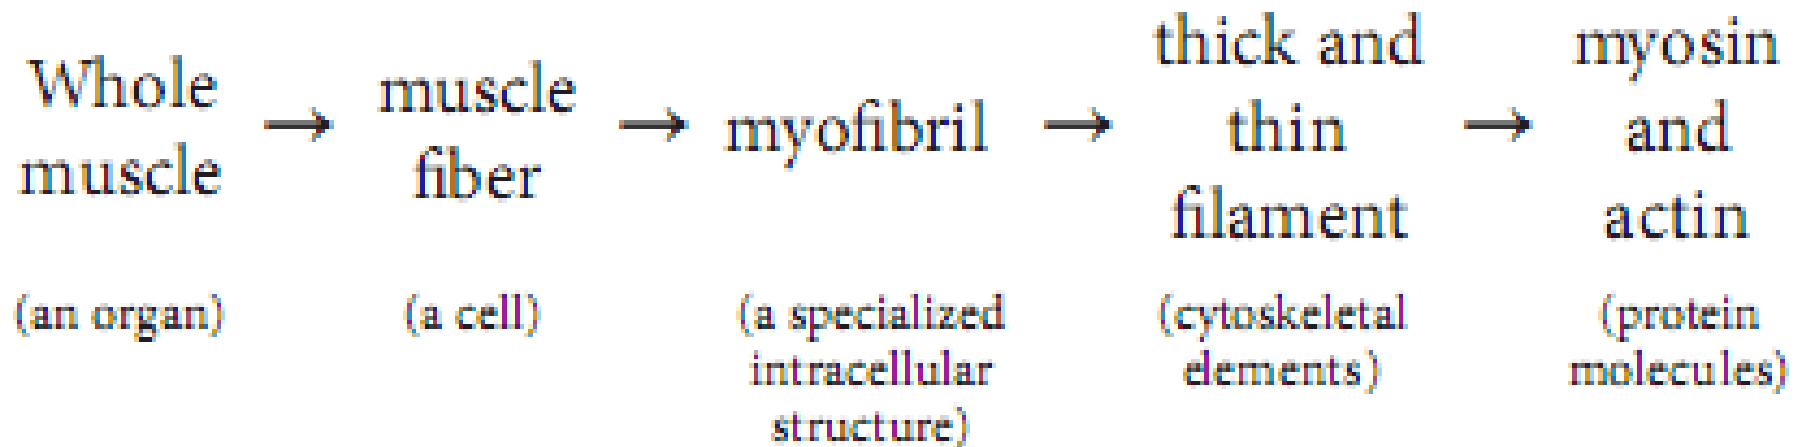 Whole
muscle
→
muscle
fiber
→
myofibril
→
thick and
thin
filament
→
myosin
and
actin
(an organ)
(a cell)
(a specialized
intracellular
structure)
(cytoskeletal
elements)
(protein
molecules)